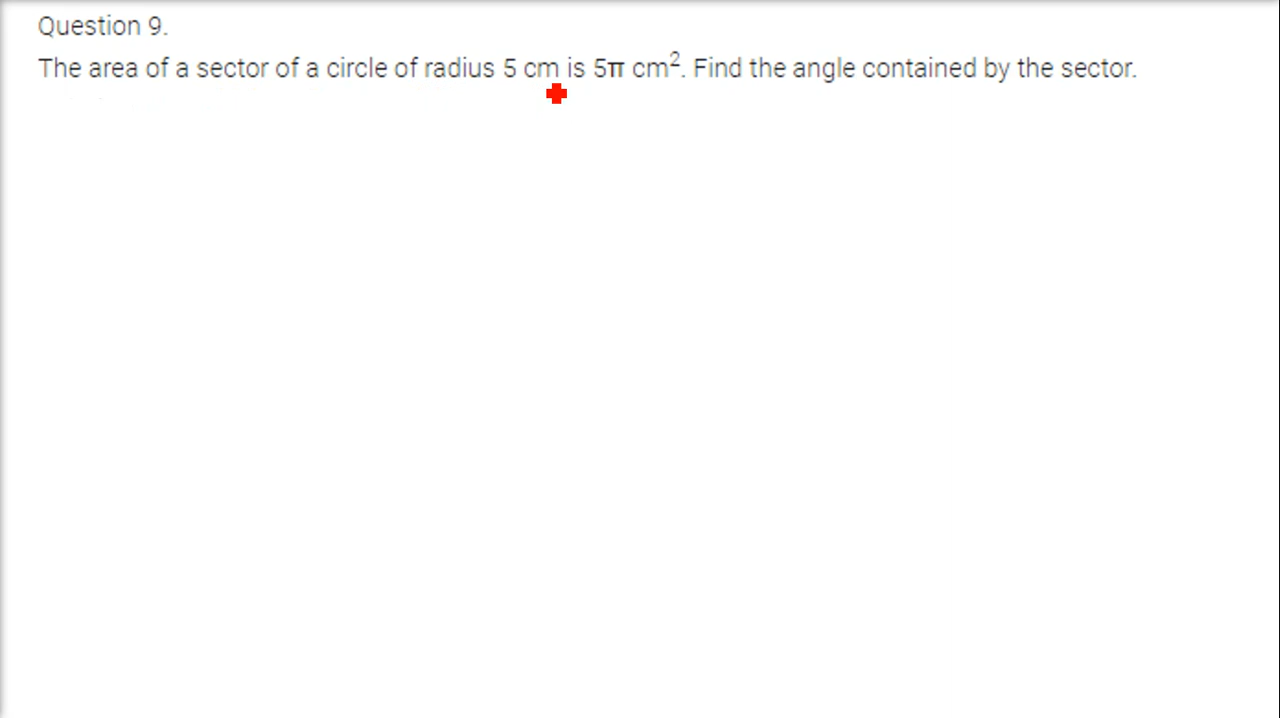 Question 9.
The area of a sector of a circle of radius 5 cm is 5π cm². Find the angle contained by the sector.